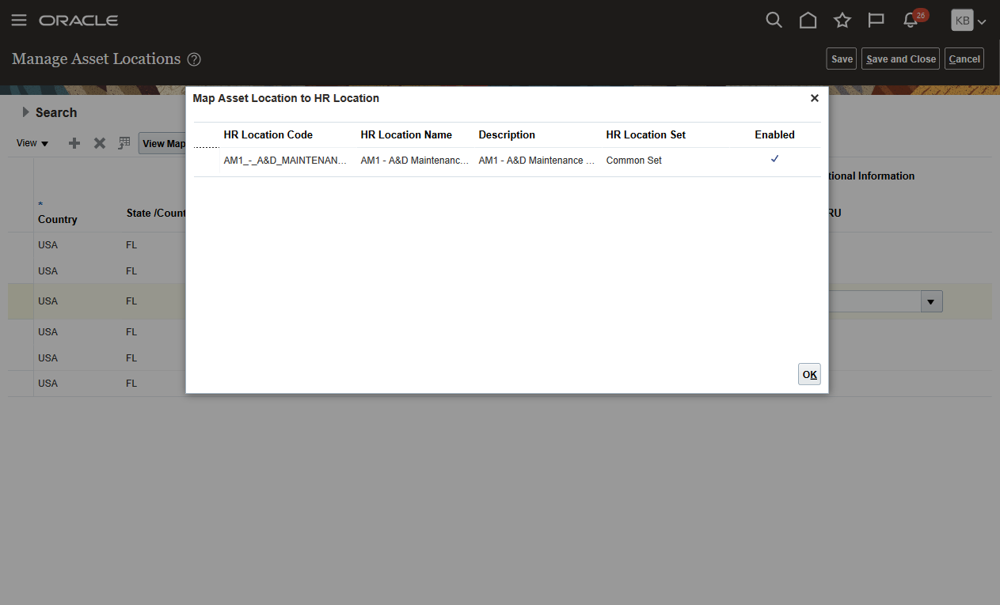 ORACLE
26
KB
Manage Asset Locations ?
Save
Save and Close
Cancel
Map Asset Location to HR Location
Search
HR Location Code HR Location Name Description HR Location Set Enabled
View
View Map
AM1_-_A&D_MAINTENAN... AM1 - A&D Maintenanc... AM1 - A&D Maintenance ... Common Set
tional Information
*
Country
State /Count
RU
USA FL
USA FL
USA FL
USA FL
USA FL
OK
USA FL